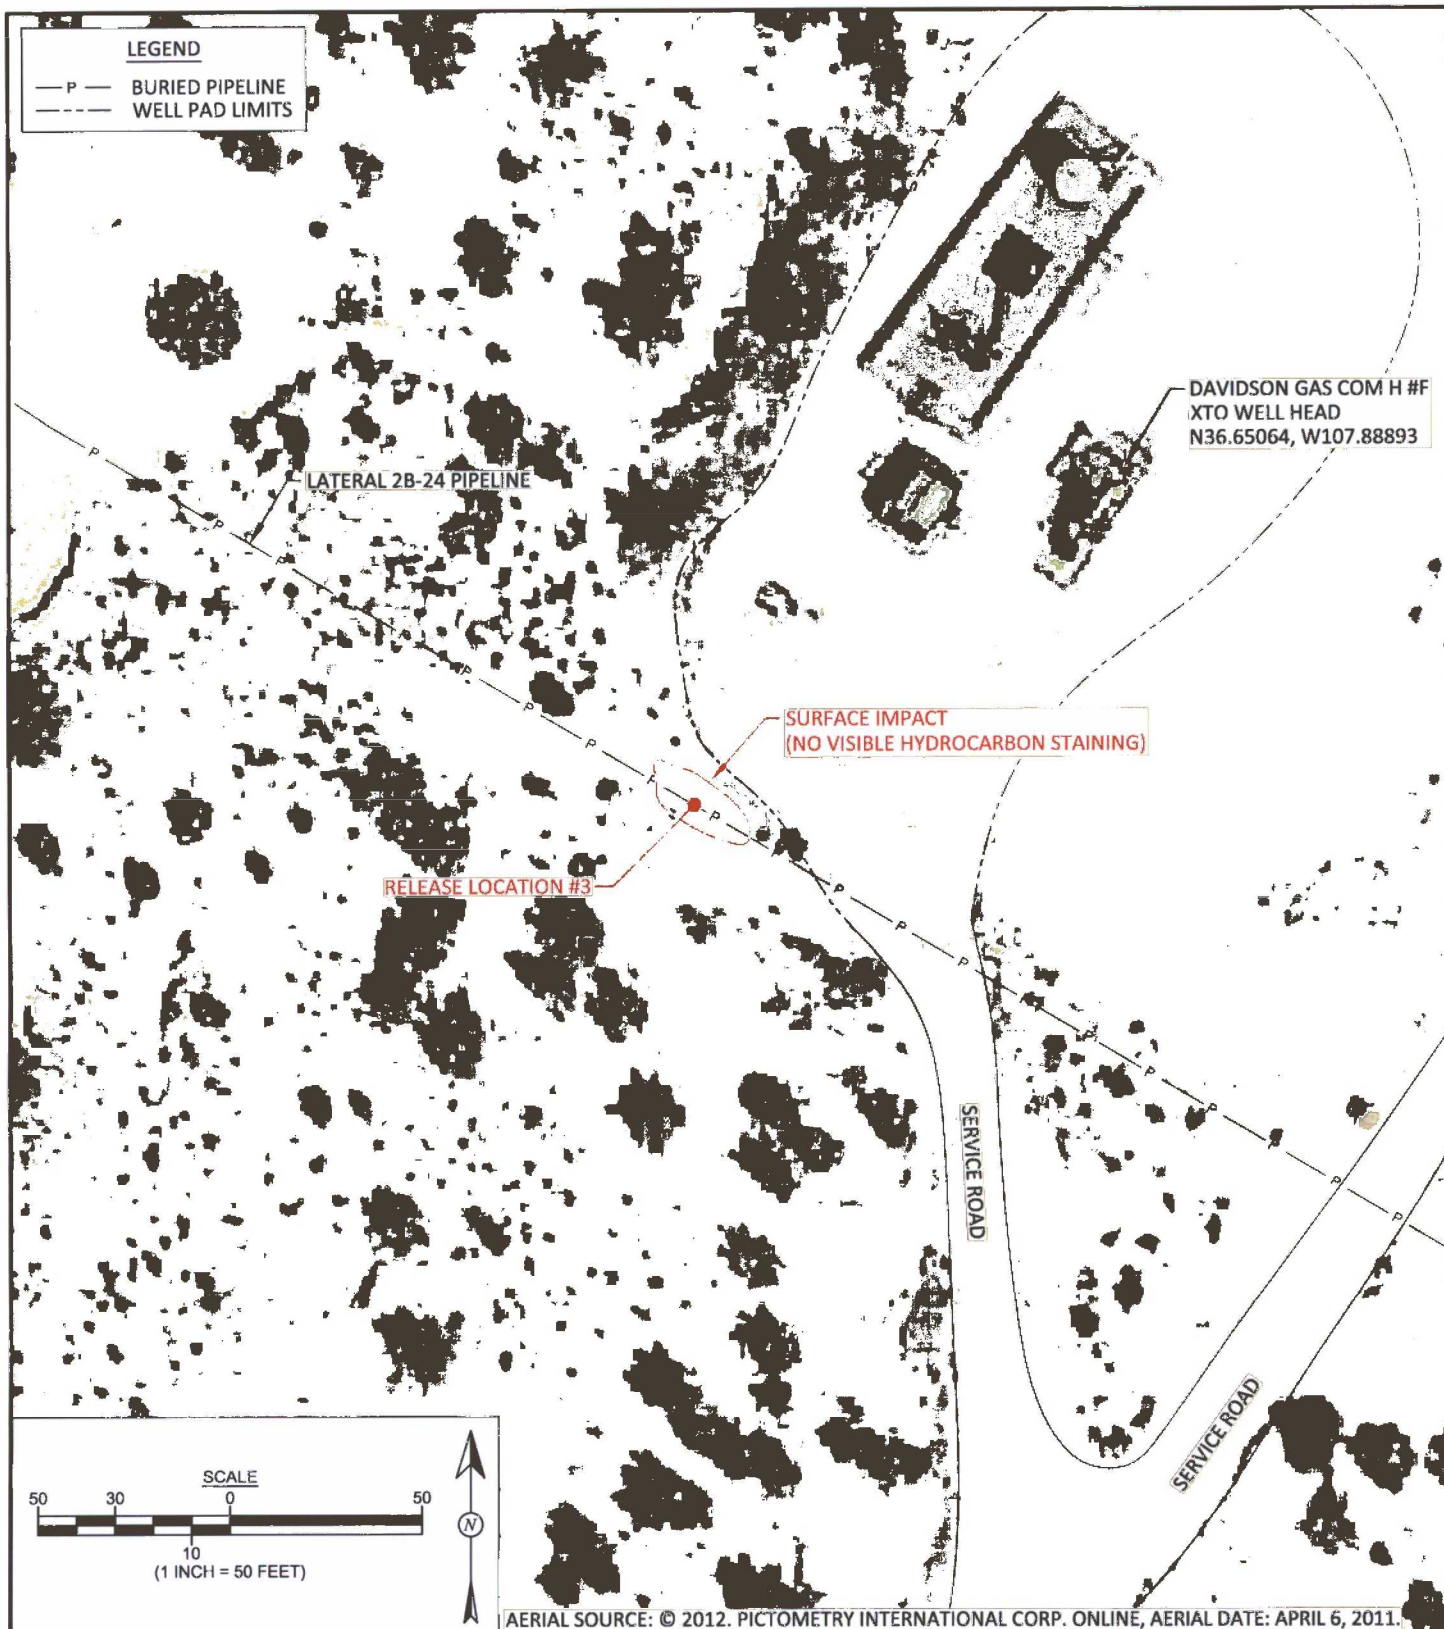 LEGEND
— P — BURIED PIPELINE
WELL PAD LIMITS
DAVIDSON GAS COM H #F
XTO WELL HEAD
N36.65064, W107.88893
LATERAL 2B-24 PIPELINE
SURFACE IMPACT
(NO VISIBLE HYDROCARBON STAINING)
RELEASE LOCATION #3
SERVICE ROAD
SERVICE ROAD
SCALE
50 30 0 50
10
(1 INCH = 50 FEET)
N
AERIAL SOURCE: © 2012. PICTOMETRY INTERNATIONAL CORP. ONLINE, AERIAL DATE: APRIL 6, 2011.